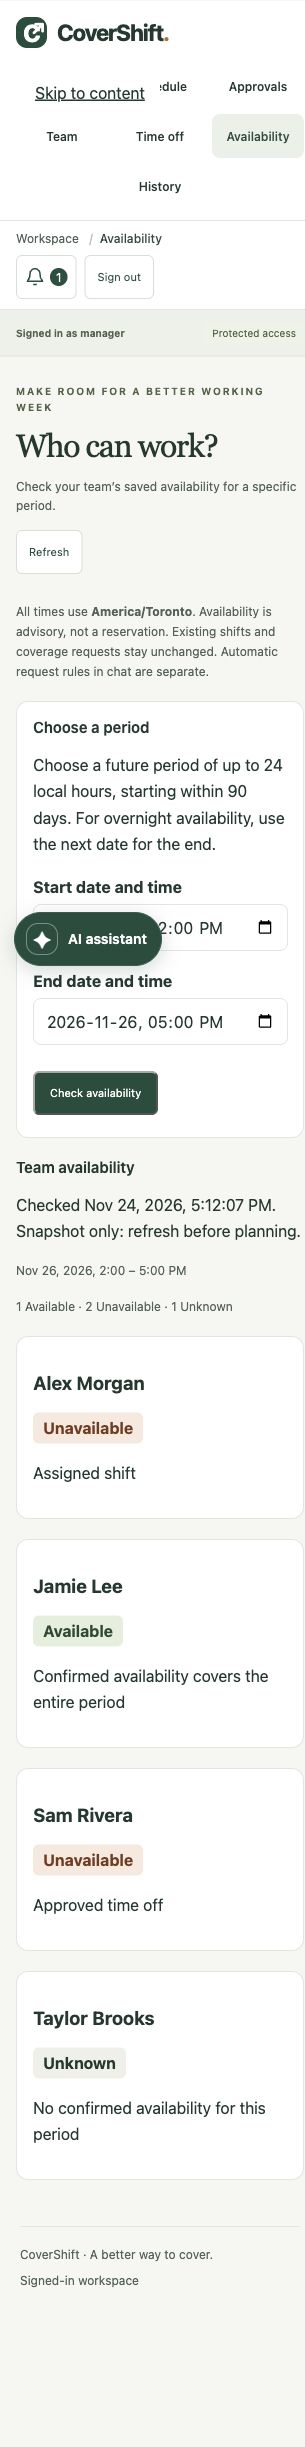 CoverShift.
Skip to content
Approvals
Team
Time off
Availability
History
Workspace / Availability
1
Sign out
Signed in as manager
Protected access
MAKE ROOM FOR A BETTER WORKING
WEEK
Who can work?
Check your team's saved availability for a specific
period.
Refresh
All times use America/Toronto. Availability is
advisory, not a reservation. Existing shifts and
coverage requests stay unchanged. Automatic
request rules in chat are separate.
Choose a period
Choose a future period of up to 24
local hours, starting within 90
days. For overnight availability, use
the next date for the end.
Start date and time
2:00 PM
AI assistant
End date and time
2026-11-26, 05:00 PM
Check availability
Team availability
Checked Nov 24, 2026, 5:12:07 PM.
Snapshot only: refresh before planning.
Nov 26, 2026, 2:00 – 5:00 PM
1 Available · 2 Unavailable · 1 Unknown
Alex Morgan
Unavailable
Assigned shift
Jamie Lee
Available
Confirmed availability covers the
entire period
Sam Rivera
Unavailable
Approved time off
Taylor Brooks
Unknown
No confirmed availability for this
period
CoverShift · A better way to cover.
Signed-in workspace